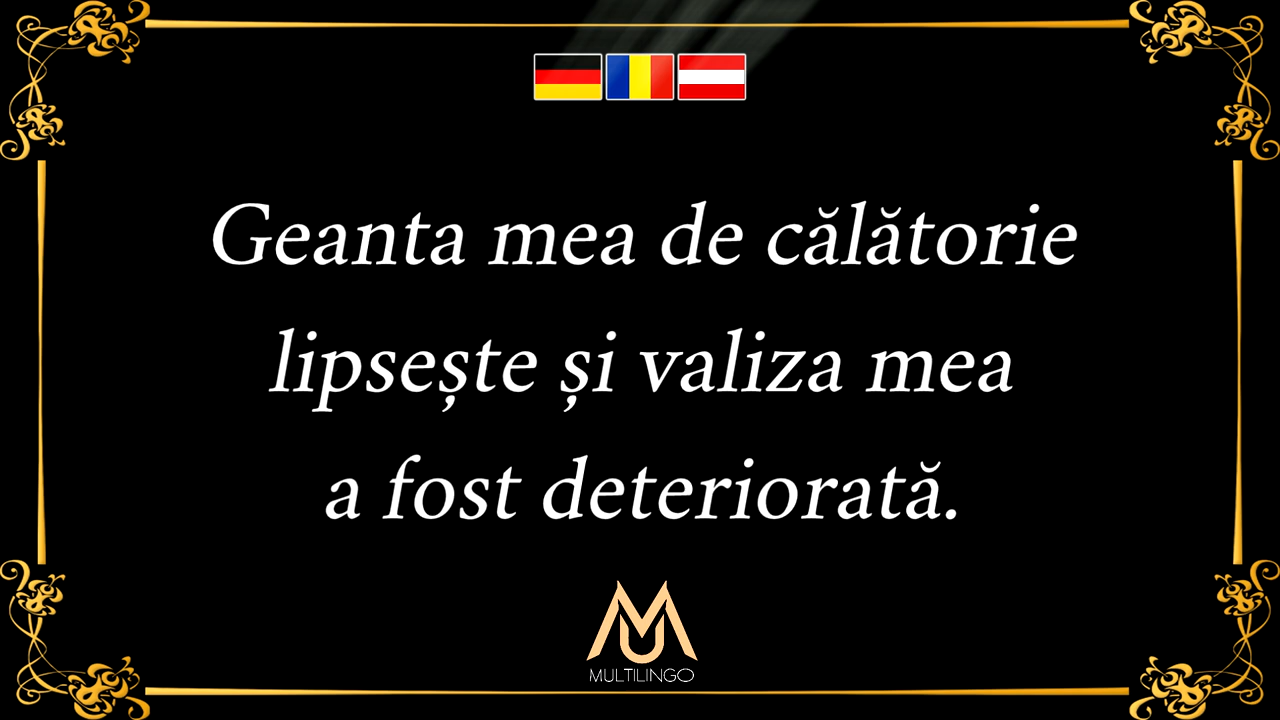 Geanta mea de călătorie
lipsește și valiza mea
a fost deteriorată.
MULTILINGO